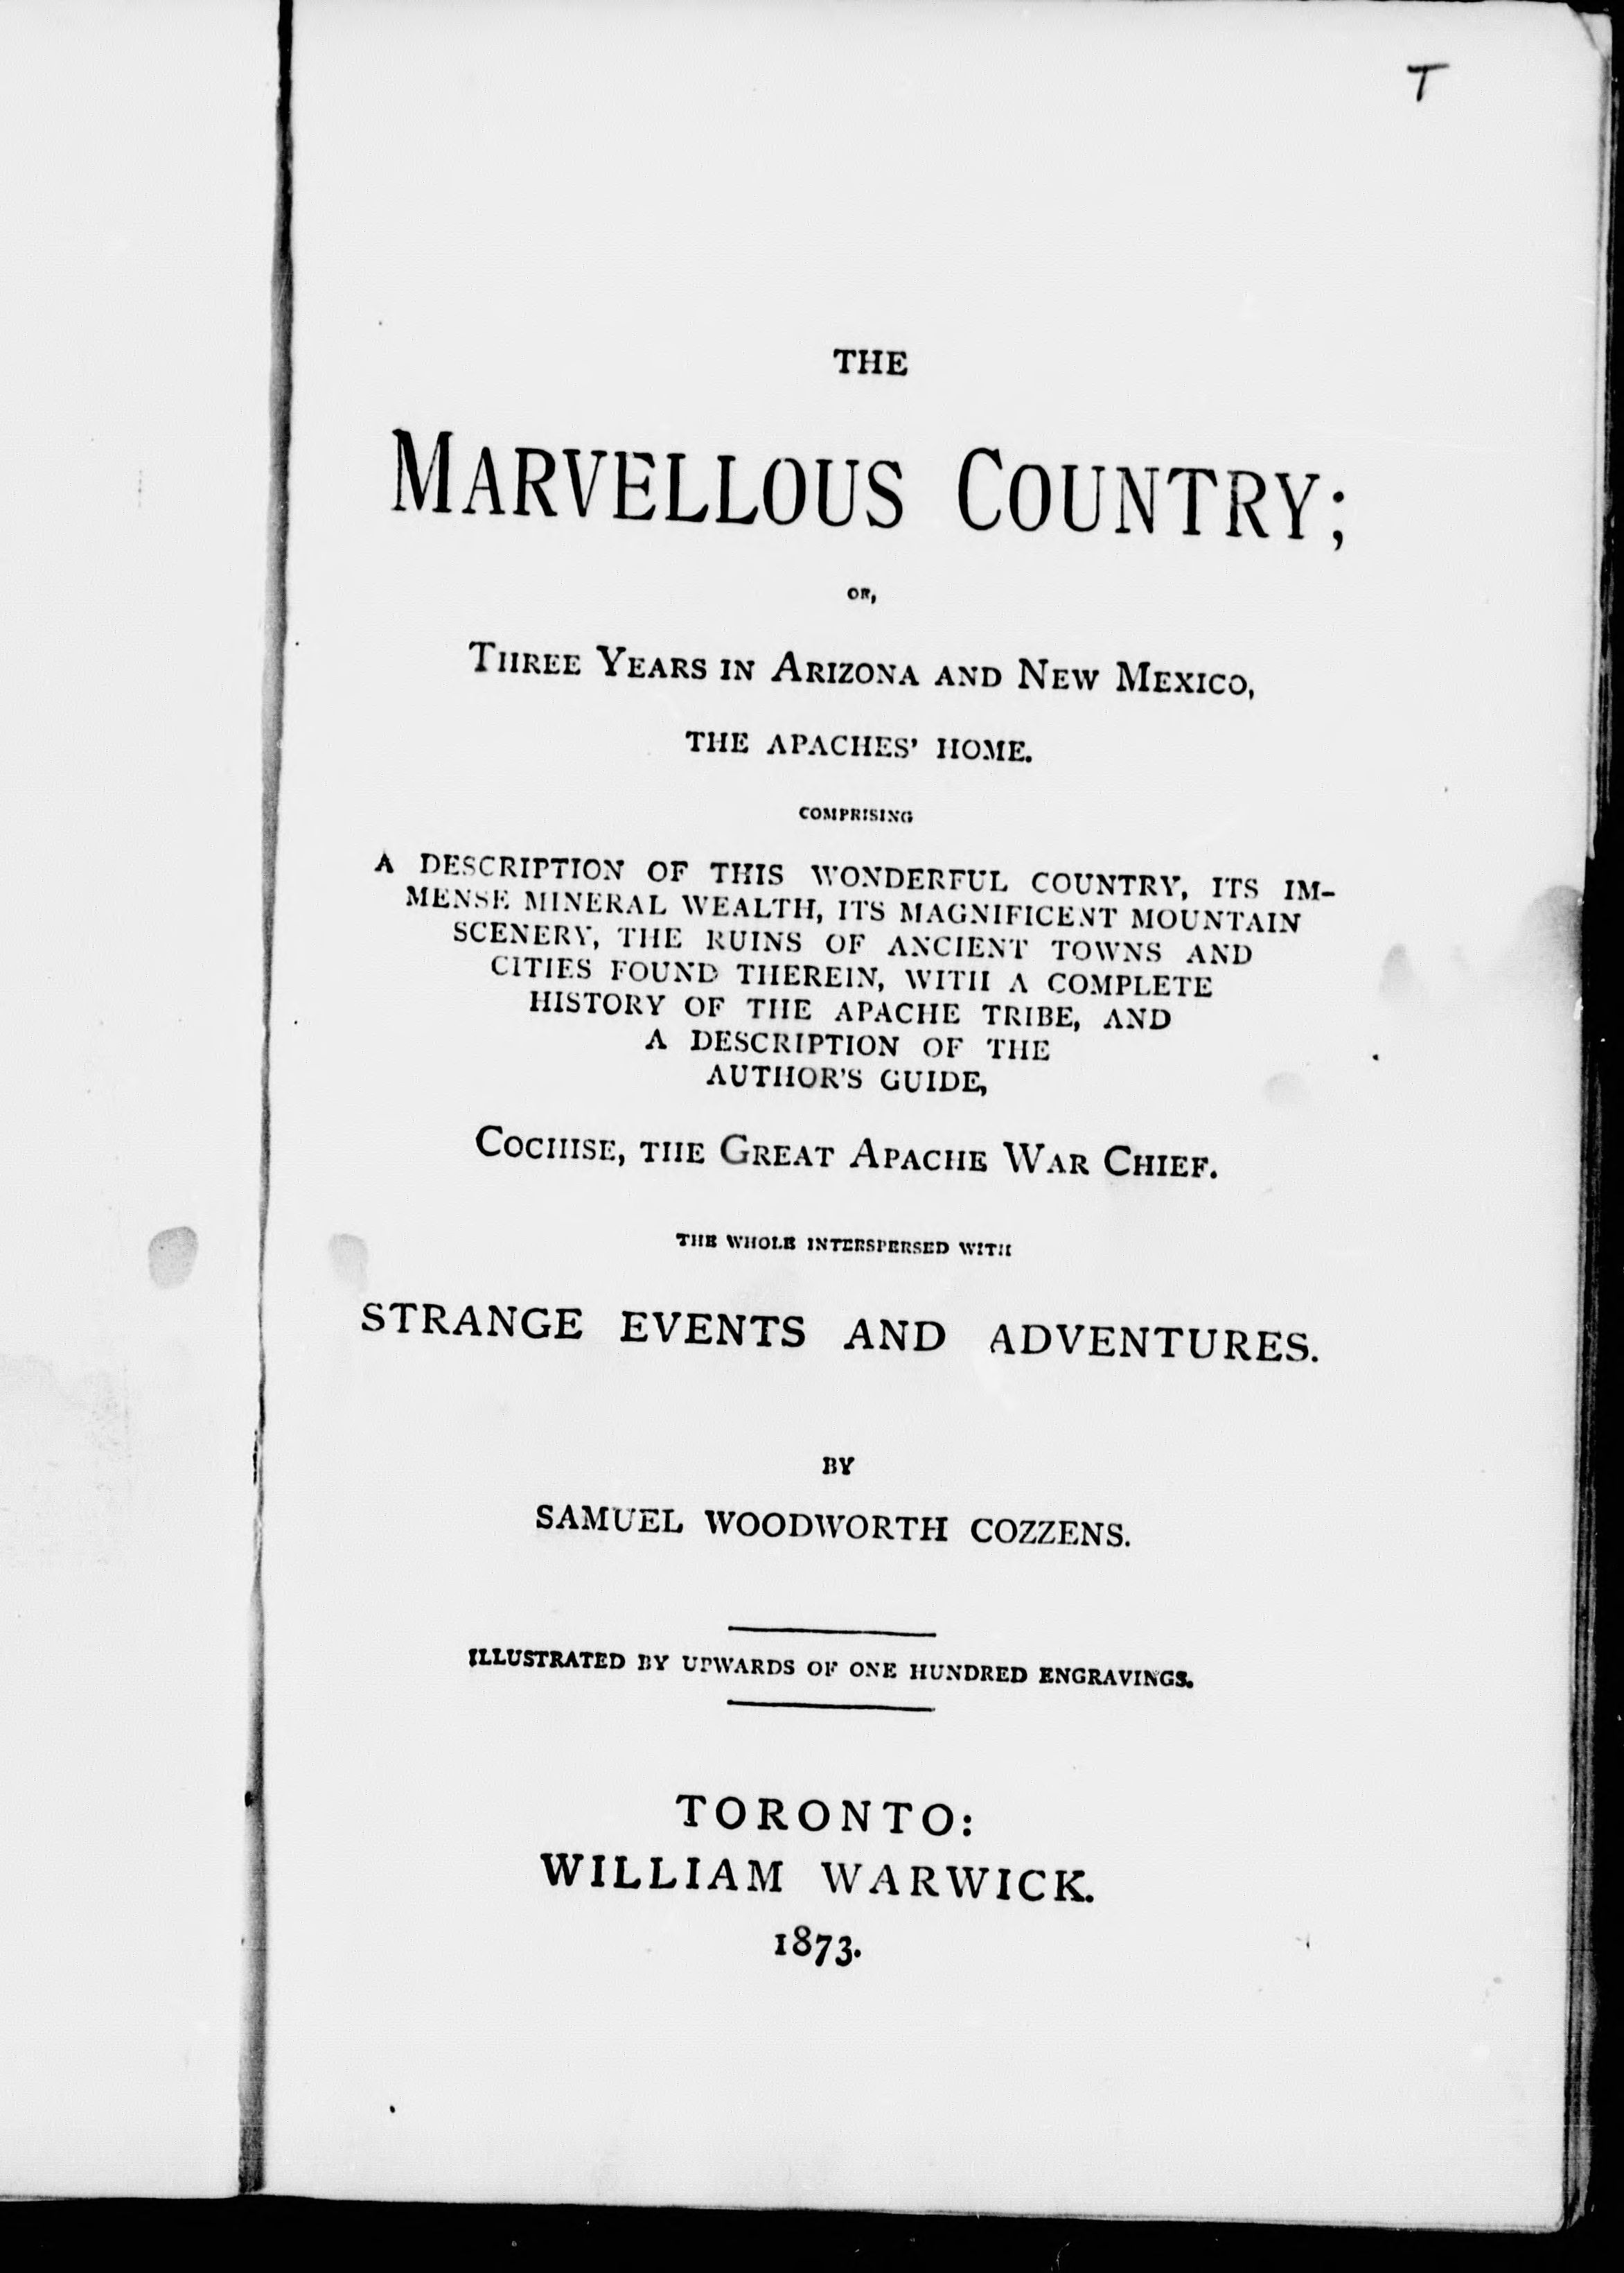 T
THE
MARVELLOUS COUNTRY;
OR,
THREE YEARS IN ARIZONA AND NEW MEXICO,
THE APACHES' HOME.
COMPRISING
A DESCRIPTION OF THIS WONDERFUL COUNTRY, ITS IM-
MENSE MINERAL WEALTH, ITS MAGNIFICENT MOUNTAIN
SCENERY, THE RUINS OF ANCIENT TOWNS AND
CITIES FOUND THEREIN, WITH A COMPLETE
HISTORY OF THE APACHE TRIBE, AND
A DESCRIPTION OF THE
AUTHOR'S GUIDE,
COCHISE, THE GREAT APACHE WAR CHIEF.
THE WHOLE INTERSPERSED WITH
STRANGE EVENTS AND ADVENTURES.
BY
SAMUEL WOODWORTH COZZENS.
ILLUSTRATED BY UPWARDS OF ONE HUNDRED ENGRAVINGS.
TORONTO:
WILLIAM WARWICK.
1873.